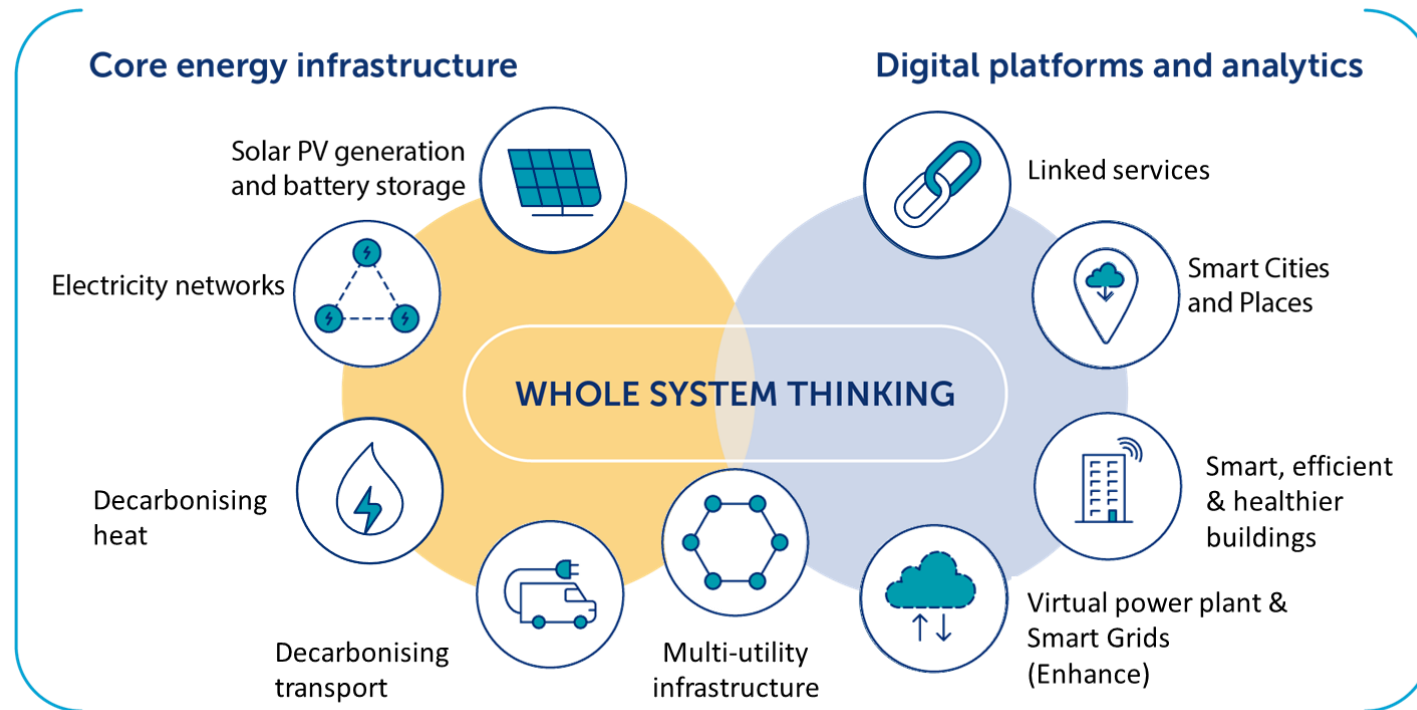 Core energy infrastructure
Digital platforms and analytics
Solar PV generation
and battery storage
Linked services
Electricity networks
Smart Cities
and Places
WHOLE SYSTEM THINKING
Decarbonising
heat
Smart, efficient
& healthier
buildings
Decarbonising
transport
Multi-utility
infrastructure
Virtual power plant &
Smart Grids
(Enhance)